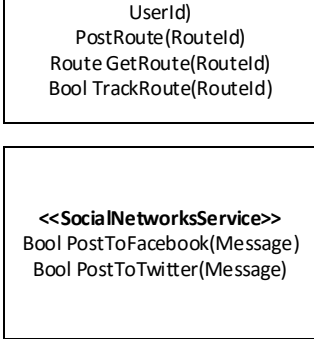 UserId)
PostRoute(RouteId)
Route GetRoute(RouteId)
Bool TrackRoute(RouteId)
<<SocialNetworksService>>
Bool PostToFacebook(Message)
Bool PostToTwitter(Message)